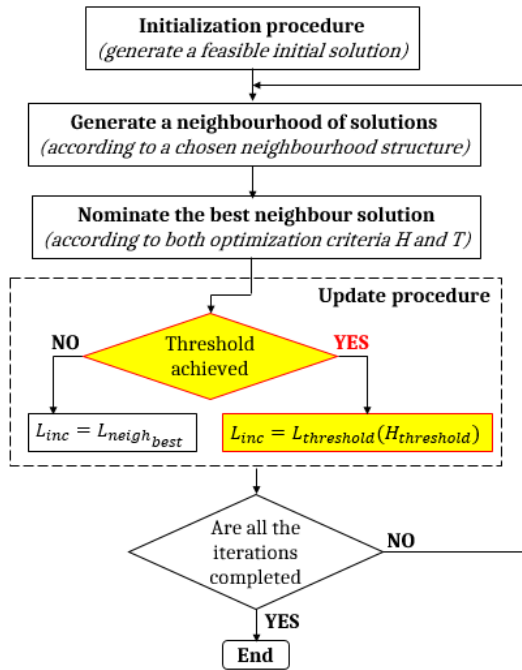 Initialization procedure
(generate a feasible initial solution)
Generate a neighbourhood of solutions
(according to a chosen neighbourhood structure)
Nominate the best neighbour solution
(according to both optimization criteria H and T)
Update procedure
NO
YES
Threshold
achieved
L_inc = L_neigh_best
L_inc = L_threshold(H_threshold)
Are all the
iterations
completed
NO
YES
End